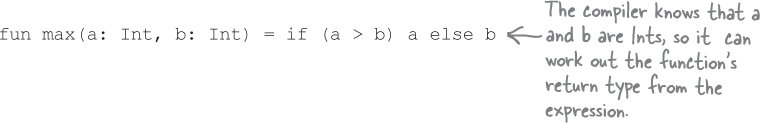 fun max(a: Int, b: Int) = if (a > b) a else b
The compiler knows that a
and b are Ints, so it can
work out the function's
return type from the
expression.